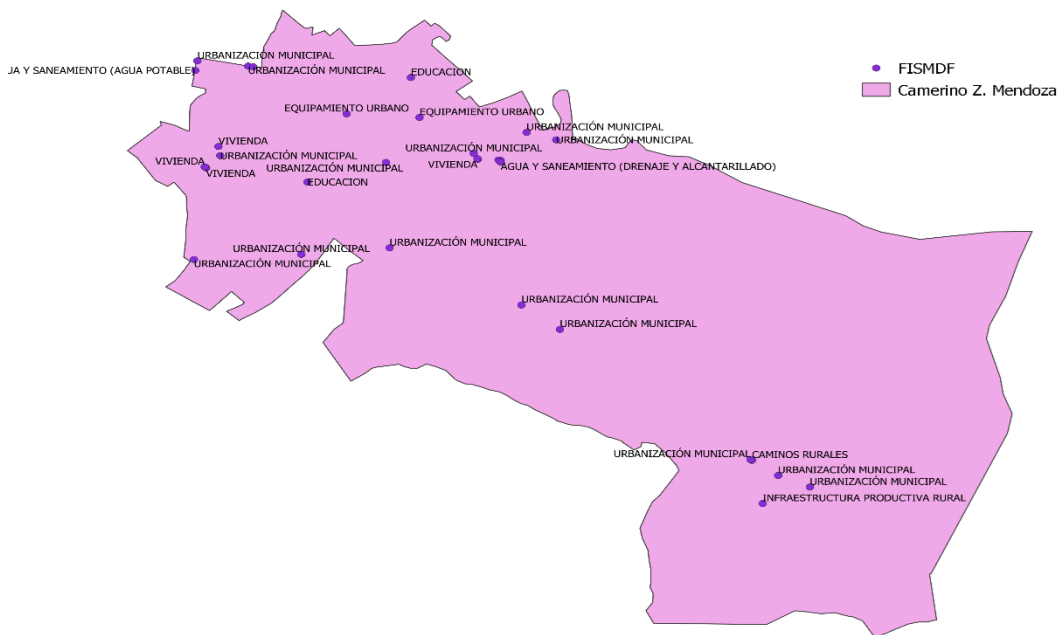 URBANIZACIÓN MUNICIPAL
JA Y SANEAMIENTO (AGUA POTABLE)
URBANIZACIÓN MUNICIPAL
EDUCACION
FISMDF
Camerino Z. Mendoza
EQUIPAMIENTO URBANO
EQUIPAMIENTO URBANO
URBANIZACIÓN MUNICIPAL
URBANIZACIÓN MUNICIPAL
VIVIENDA
URBANIZACIÓN MUNICIPAL
URBANIZACIÓN MUNICIPAL
VIVIENDA
VIVIENDA
AGUA Y SANEAMIENTO (DRENAJE Y ALCANTARILLADO)
URBANIZACIÓN MUNICIPAL
VIVIENDA
EDUCACION
URBANIZACIÓN MUNICIPAL
URBANIZACIÓN MUNICIPAL
URBANIZACIÓN MUNICIPAL
URBANIZACIÓN MUNICIPAL
URBANIZACIÓN MUNICIPAL
URBANIZACIÓN MUNICIPAL
CAMINOS RURALES
URBANIZACIÓN MUNICIPAL
URBANIZACIÓN MUNICIPAL
INFRAESTRUCTURA PRODUCTIVA RURAL